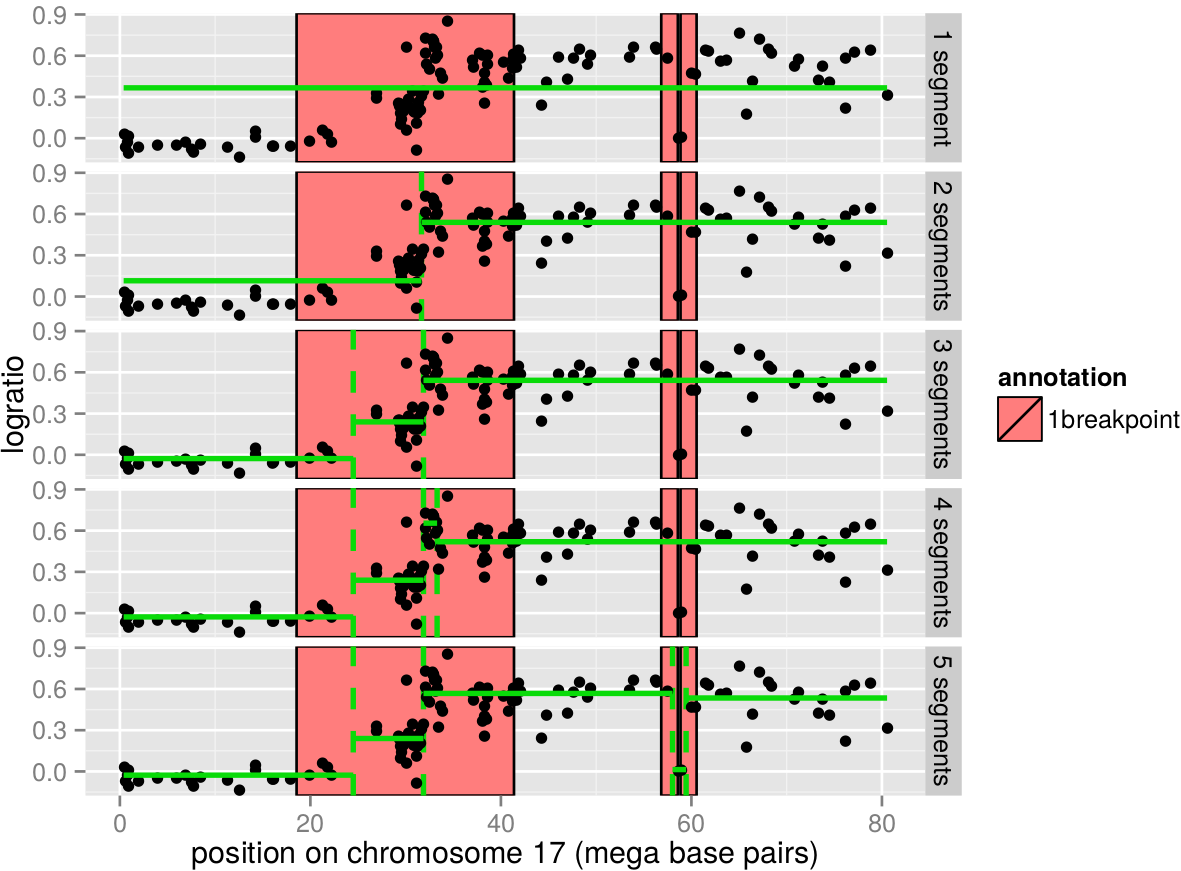 0.9
0.6
0.3
0.0
1 segment
0.9
0.6
0.3
0.0
2 segments
0.9
0.6
0.3
0.0
3 segments
0.9
0.6
0.3
0.0
4 segments
0.9
0.6
0.3
0.0
5 segments
logratio
0 20 40 60 80
position on chromosome 17 (mega base pairs)
annotation
1breakpoint